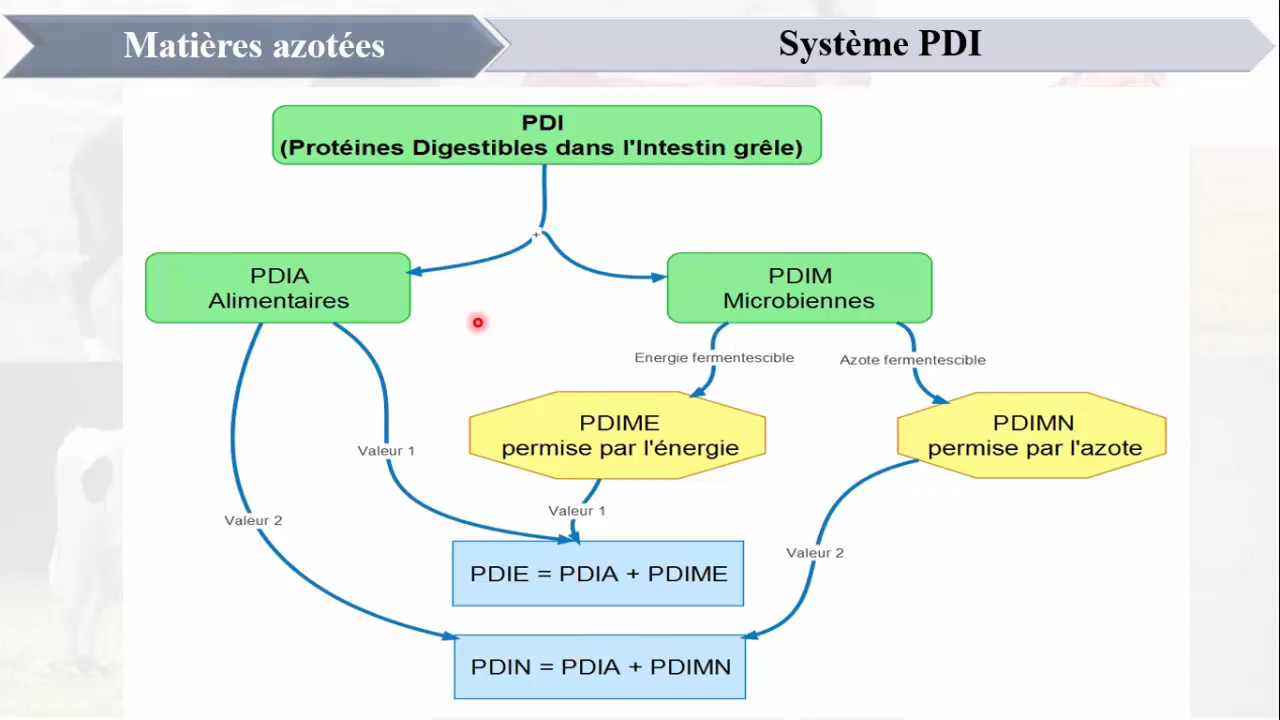 Matières azotées
Système PDI
PDI
(Protéines Digestibles dans l'Intestin grêle)
+
PDIA
Alimentaires
PDIM
Microbiennes
Energie fermentescible
Azote fermentescible
PDIME
permise par l'énergie
PDIMN
permise par l'azote
Valeur 1
Valeur 1
Valeur 2
Valeur 2
PDIE = PDIA + PDIME
PDIN = PDIA + PDIMN